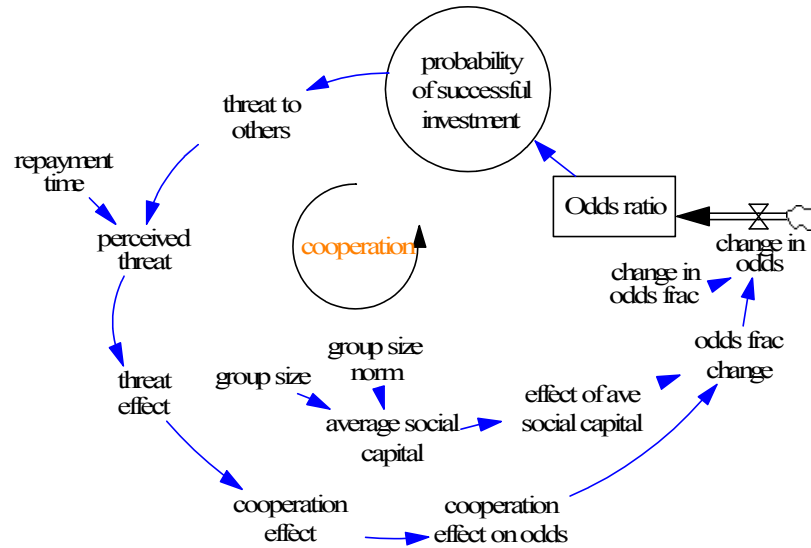 probability
of successful
investment
threat to
others
repayment
time
Odds ratio
perceived
threat
cooperation
change in
odds
change in
odds frac
group size
norm
odds frac
change
threat
effect
group size
effect of ave
social capital
average social
capital
cooperation
effect
cooperation
effect on odds